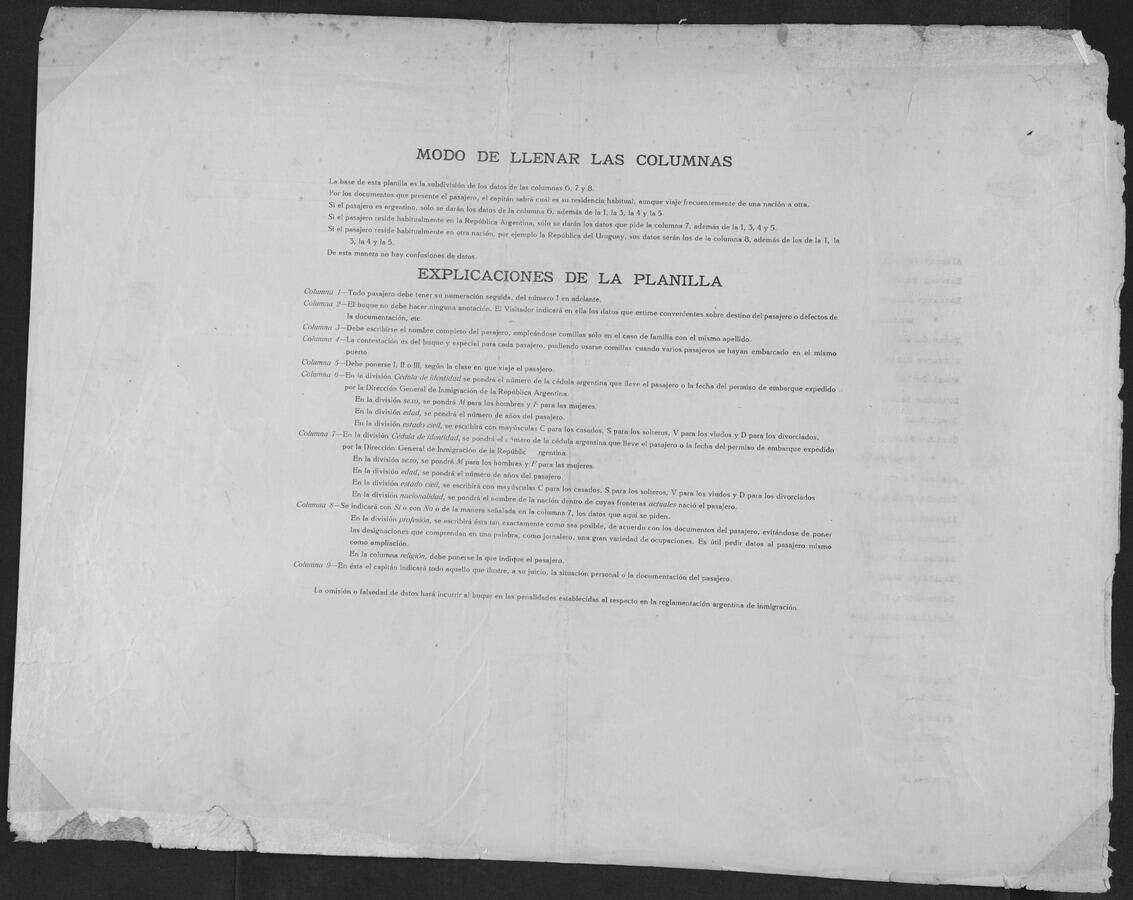 MODO DE LLENAR LAS COLUMNAS
La base de esta planilla es la subdivisión de los datos de las columnas 6, 7 y 8.
Por los documentos que presente el pasajero, el capitán sabrá cuál es su residencia habitual, aunque viaje frecuentemente de una nación a otra.
Si el pasajero es argentino, sólo se darán los datos de la columna 6, además de la 1, la 3, la 4 y la 5.
Si el pasajero reside habitualmente en la República Argentina, sólo se darán los datos que pide la columna 7, además de la 1, 3, 4 y 5.
Si el pasajero reside habitualmente en otra nación, por ejemplo la República del Uruguay, sus datos serán los de la columna 8, además de los de la 1, la
3, la 4 y la 5.
De esta manera no hay confusiones de datos.
EXPLICACIONES DE LA PLANILLA
Columna 1—Todo pasajero debe tener su numeración seguida, del número 1 en adelante.
Columna 2—El buque no debe hacer ninguna anotación. El Visitador indicará en ella los datos que estime convenientes sobre destino del pasajero o defectos de
la documentación, etc.
Columna 3—Debe escribirse el nombre completo del pasajero, empleándose comillas sólo en el caso de familia con el mismo apellido.
Columna 4—La contestación es del buque y especial para cada pasajero, pudiendo usarse comillas cuando varios pasajeros se hayan embarcado en el mismo
puerto
Columna 5—Debe ponerse I, II o III, según la clase en que viaje el pasajero.
Columna 6—En la división Cédula de identidad se pondrá el número de la cédula argentina que lleve el pasajero o la fecha del permiso de embarque expedido
por la Dirección General de Inmigración de la República Argentina.
En la división sexo, se pondrá M para los hombres y F para las mujeres.
En la división edad, se pondrá el número de años del pasajero.
En la división estado civil, se escribirá con mayúsculas C para los casados, S para los solteros, V para los viudos y D para los divorciados.
Columna 7—En la división Cédula de identidad, se pondrá el número de la cédula argentina que lleve el pasajero o la fecha del permiso de embarque expedido
por la Dirección General de Inmigración de la Repúblic rgentina.
En la división sexo, se pondrá M para los hombres y F para las mujeres.
En la división edad, se pondrá el número de años del pasajero.
En la división estado civil, se escribirá con mayúsculas C para los casados, S para los solteros, V para los viudos y D para los divorciados
En la división nacionalidad, se pondrá el nombre de la nación dentro de cuyas fronteras actuales nació el pasajero.
Columna 8—Se indicará con Sí o con No o de la manera señalada en la columna 7, los datos que aquí se piden.
En la división profesión, se escribirá ésta tan exactamente como sea posible, de acuerdo con los documentos del pasajero, evitándose de poner
las designaciones que comprendan en una palabra, como jornalero, una gran variedad de ocupaciones. Es útil pedir datos al pasajero mismo
como ampliación.
En la columna religión, debe ponerse la que indique el pasajero.
Columna 9—En ésta el capitán indicará todo aquello que ilustre, a su juicio, la situación personal o la documentación del pasajero.
La omisión o falsedad de datos hará incurrir al buque en las penalidades establecidas al respecto en la reglamentación argentina de inmigración.